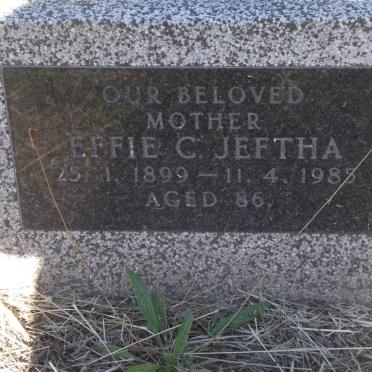 OUR BELOVED
MOTHER
EFFIE C. JEFTHA
25. 1. 1899 — 11. 4. 1985
AGED 86.